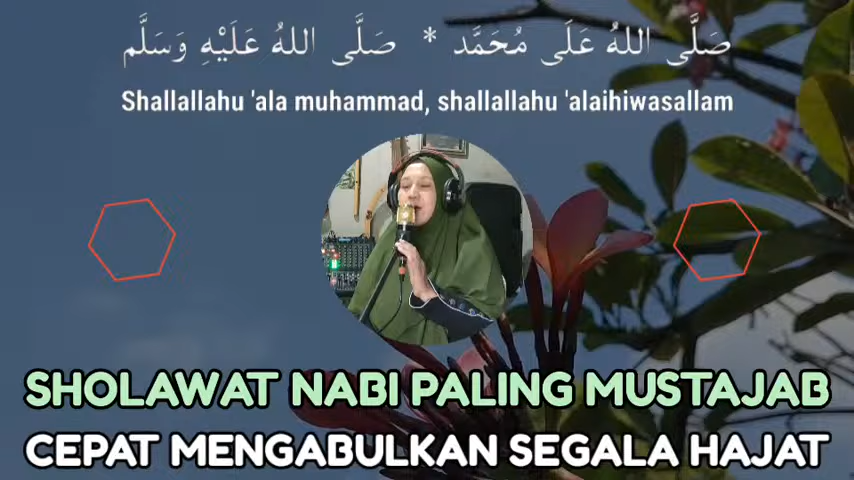 صَلَّى اللهُ عَلَى مُحَمَّد * صَلَّى اللهُ عَلَيْهِ وَسَلَّم
Shallallahu 'ala muhammad, shallallahu 'alaihiwasallam
SHOLAWAT NABI PALING MUSTAJAB
CEPAT MENGABULKAN SEGALA HAJAT